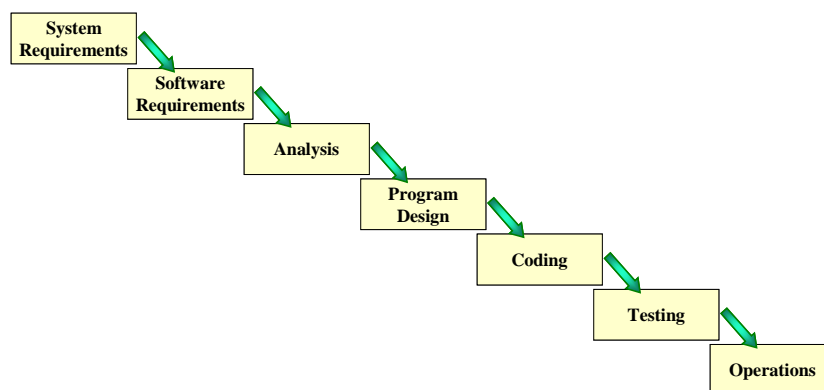 System
Requirements
Software
Requirements
Analysis
Program
Design
Coding
Testing
Operations